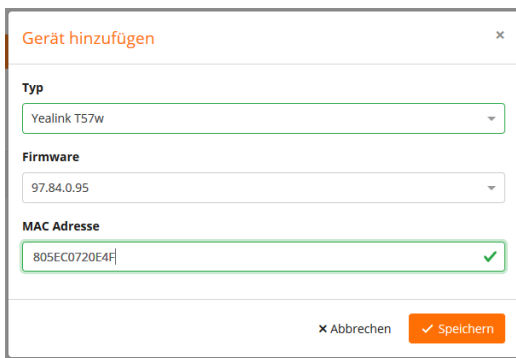 Gerät hinzufügen
Typ
Yealink T57w
Firmware
97.84.0.95
MAC Adresse
805EC0720E4F
Abbrechen
Speichern